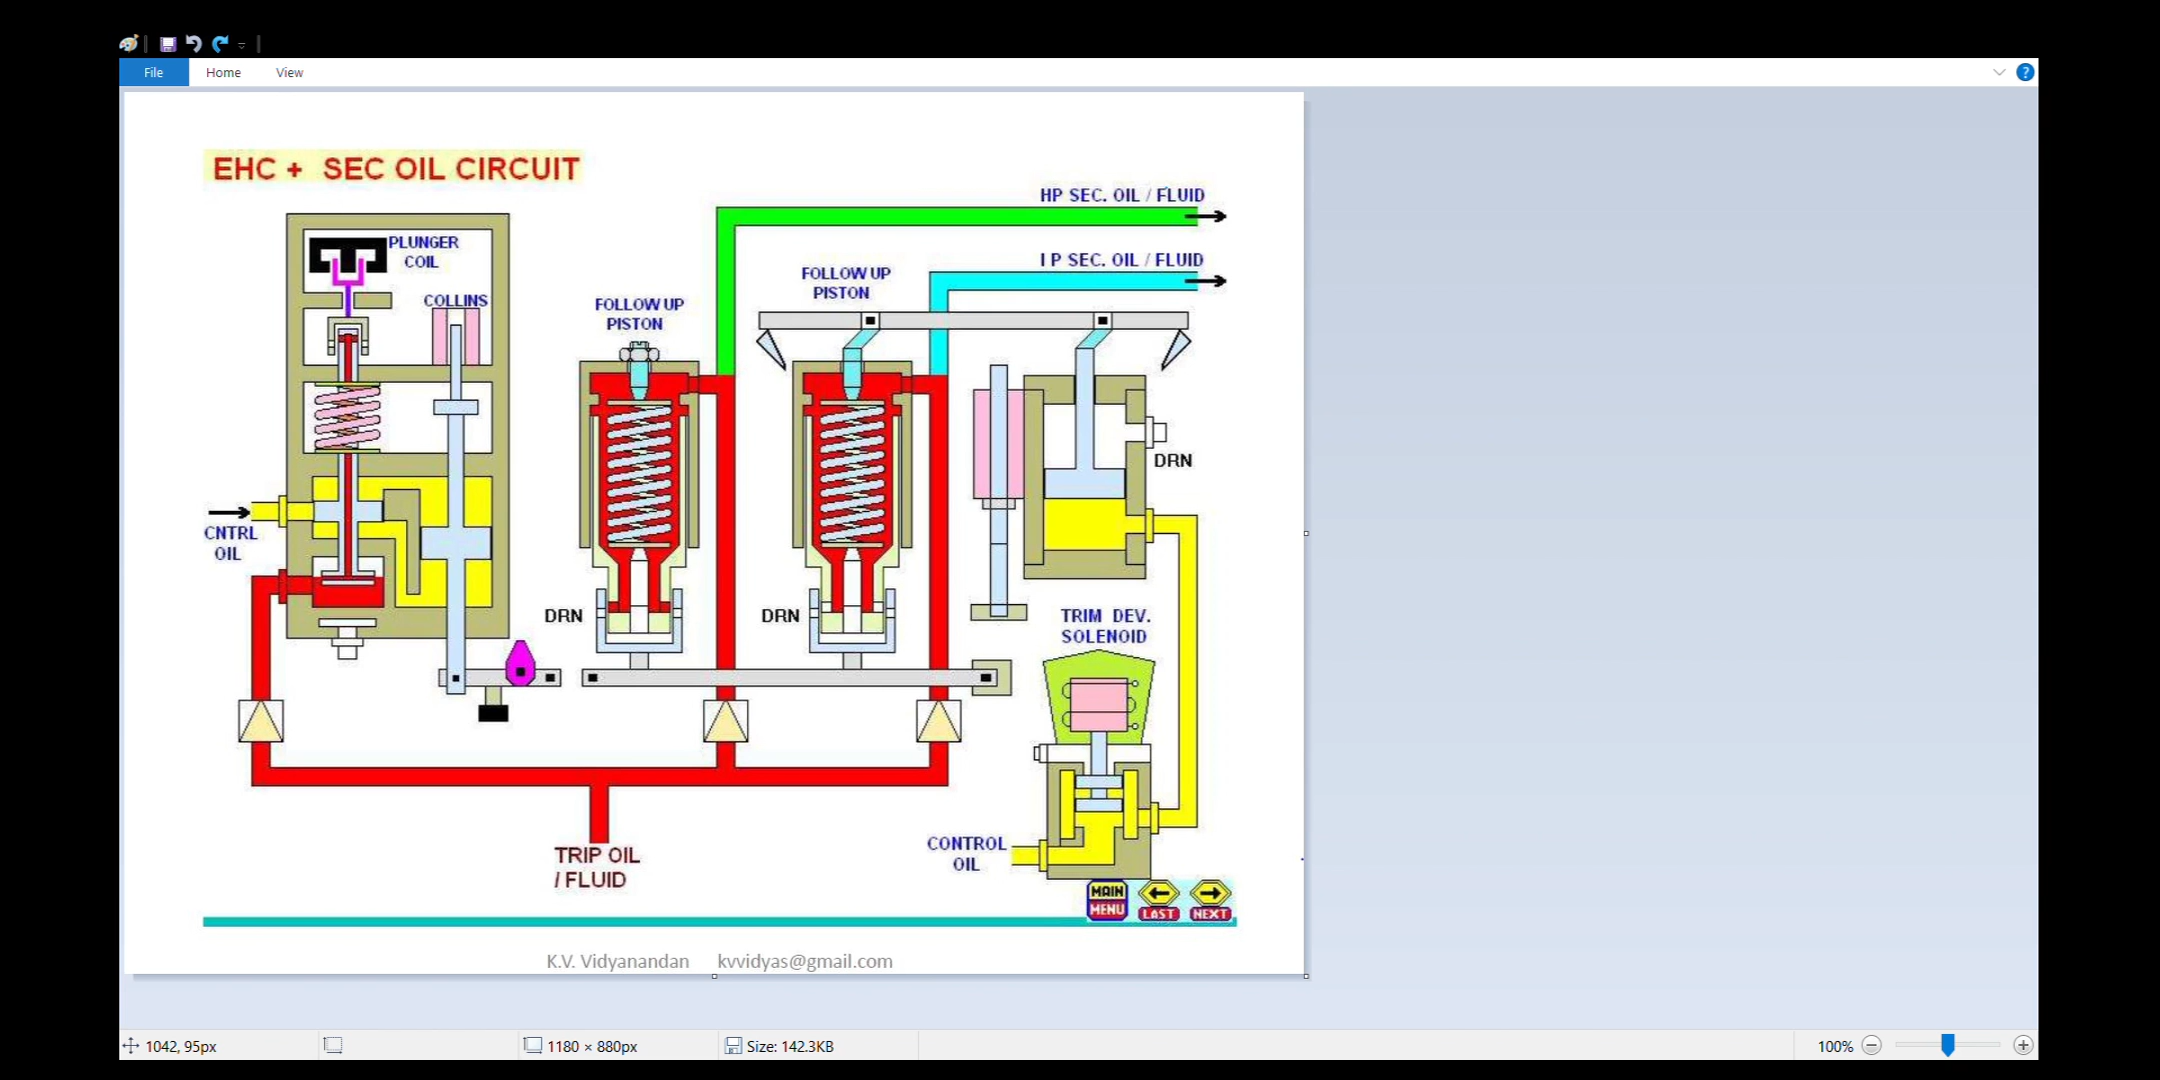 File Home View
EHC + SEC OIL CIRCUIT
HP SEC. OIL / FLUID
PLUNGER
COIL
I P SEC. OIL / FLUID
FOLLOW UP
PISTON
COLLINS
FOLLOW UP
PISTON
DRN
CNTRL
OIL
DRN
DRN
TRIM DEV.
SOLENOID
CONTROL
OIL
TRIP OIL
/ FLUID
MAIN
MENU
LAST
NEXT
K.V. Vidyanandan kvvidyas@gmail.com
1042, 95px 1180 × 880px Size: 142.3KB 100%